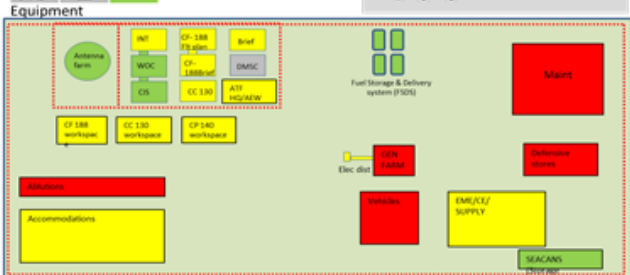 Equipment
INT
CF- 188
Flt plan
Brief
Antenna
farm
WOC
CF-
188Brief
DMSC
CIS
CC 130
ATF
HQ/AEW
Fuel Storage & Delivery
system (FSDS)
Maint
CF 188
workspac
e
CC 130
workspace
CP 140
workspace
Elec dist
GEN
FARM
Defensive
stores
Ablutions
Vehicles
EME/CE/
SUPPLY
Accommodations
SEACANS